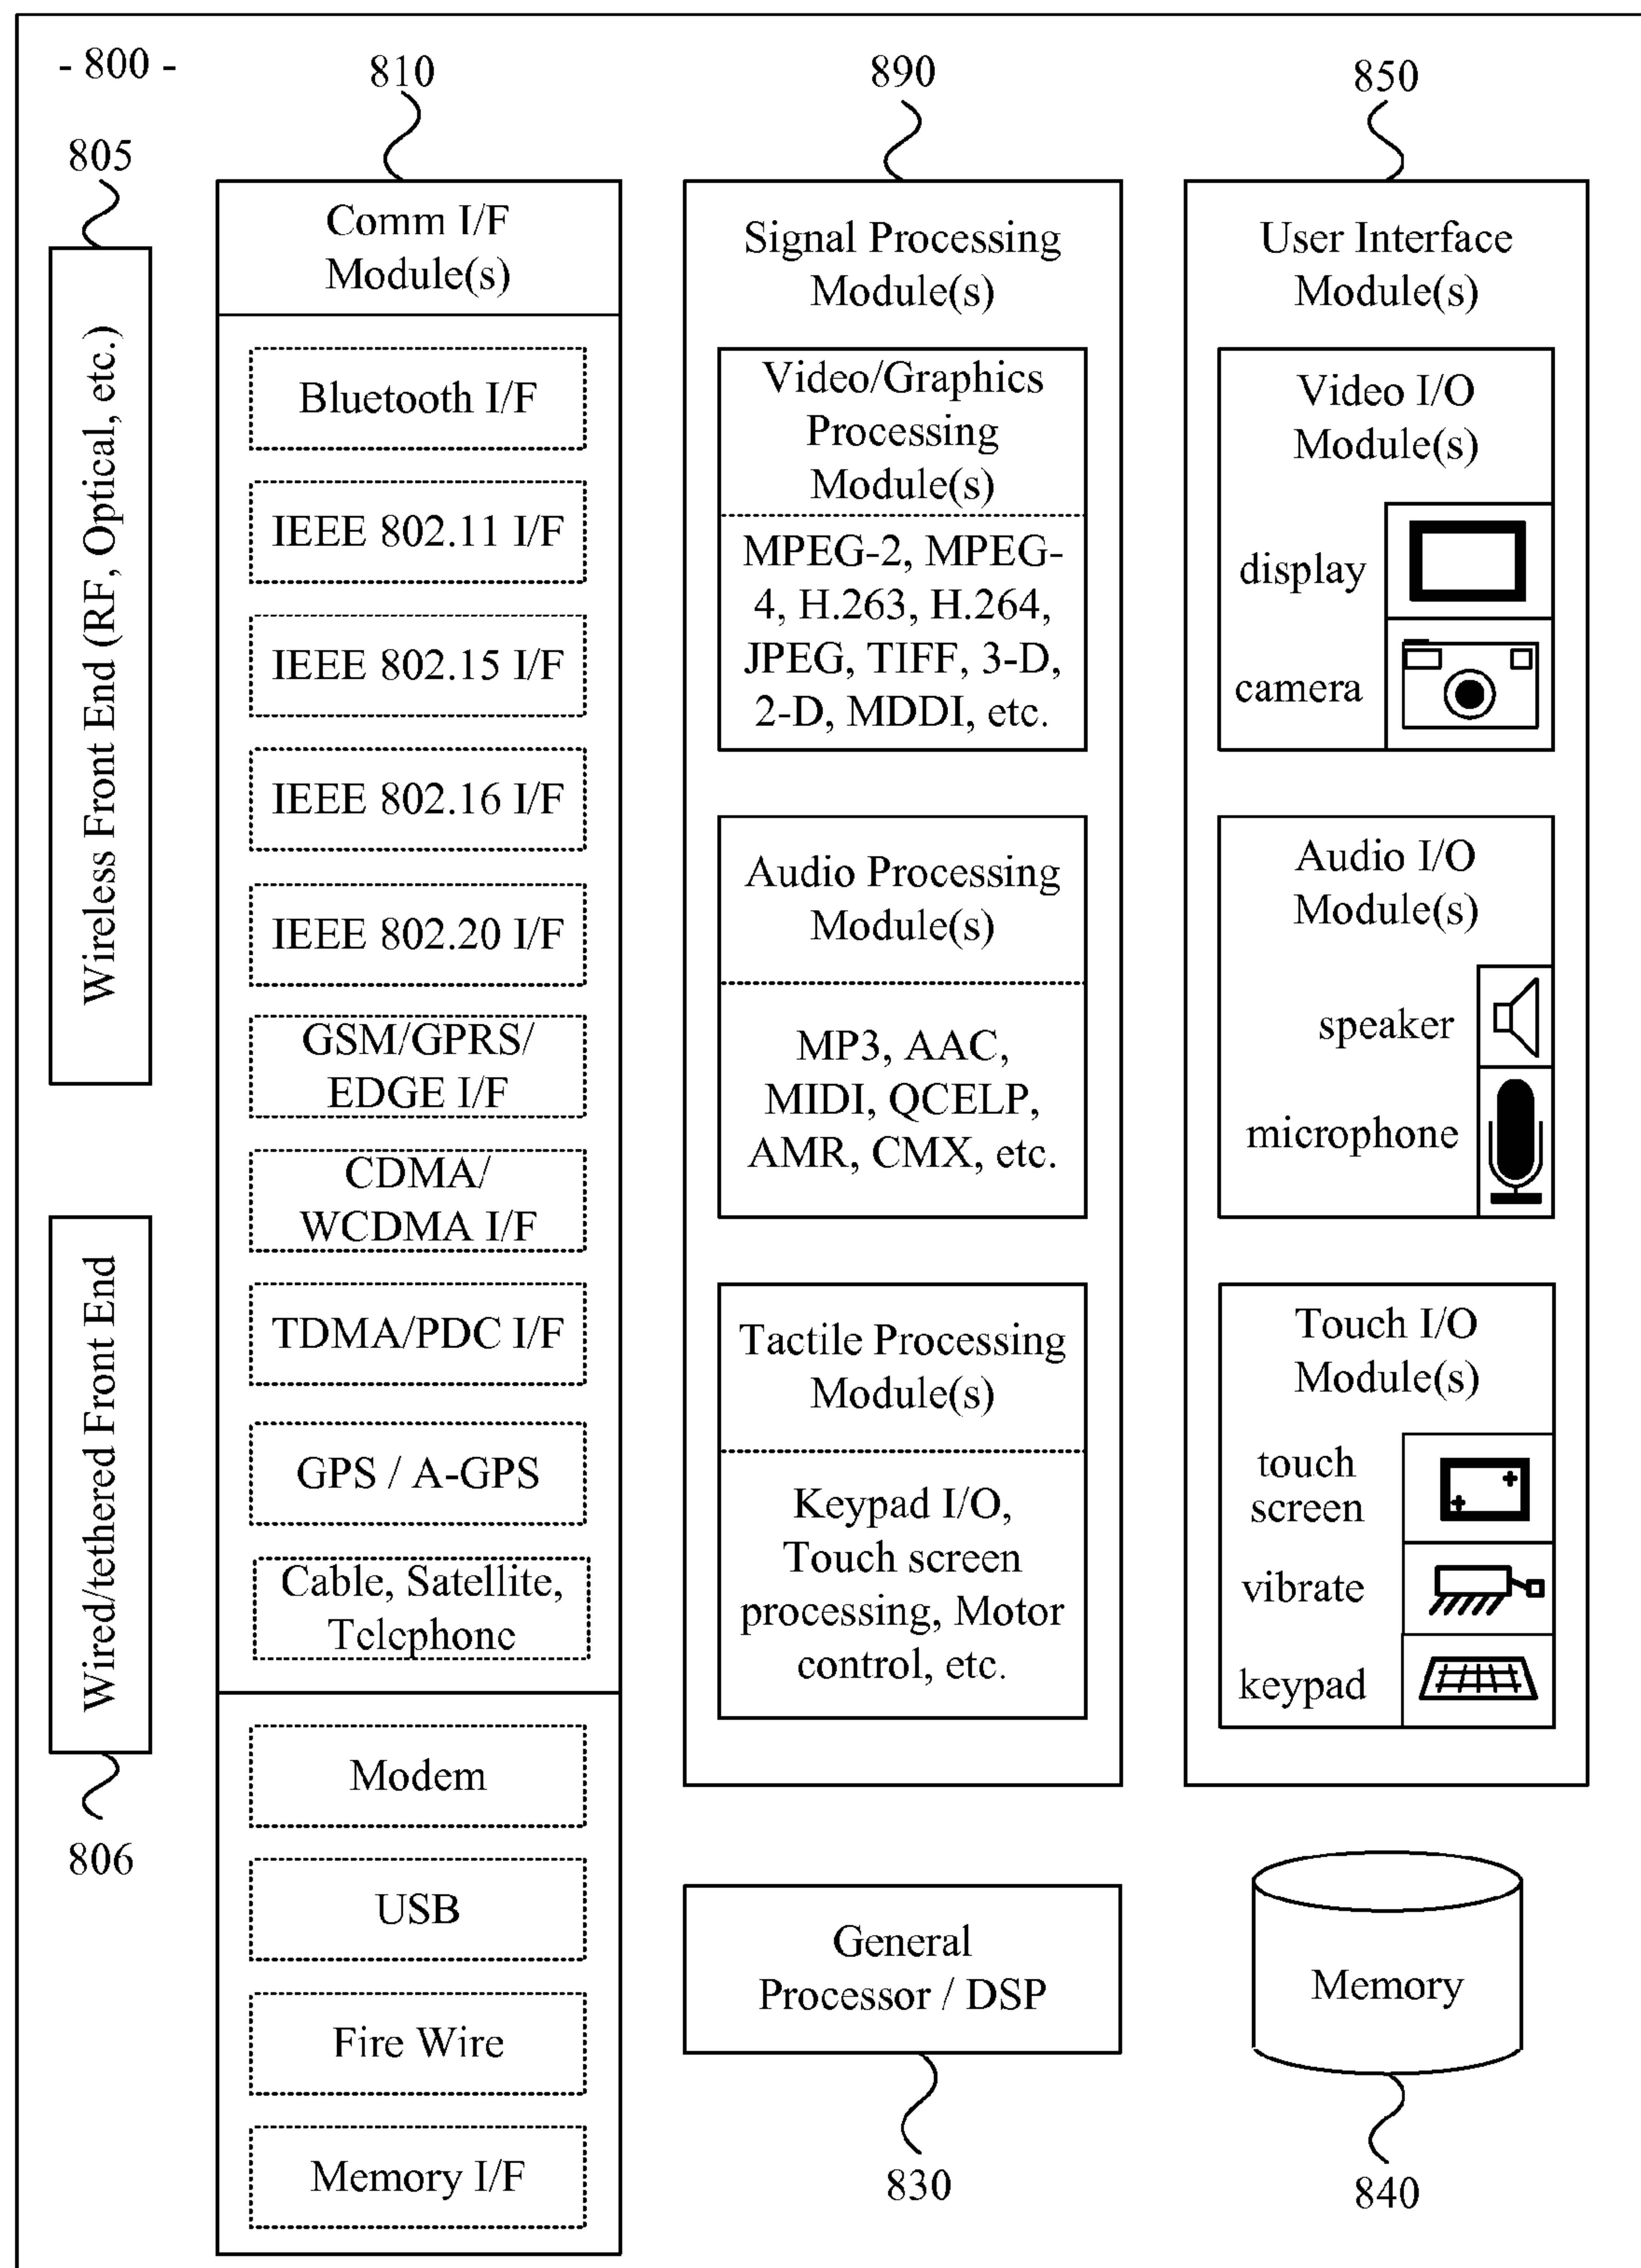 - 800 -
805
Wireless Front End (RF, Optical, etc.)
Wired/tethered Front End
806
810
Comm I/F
Module(s)
Bluetooth I/F
IEEE 802.11 I/F
IEEE 802.15 I/F
IEEE 802.16 I/F
IEEE 802.20 I/F
GSM/GPRS/
EDGE I/F
CDMA/
WCDMA I/F
TDMA/PDC I/F
GPS / A-GPS
Cable, Satellite,
Telephone
Modem
USB
Fire Wire
Memory I/F
890
Signal Processing
Module(s)
Video/Graphics
Processing
Module(s)
MPEG-2, MPEG-
4, H.263, H.264,
JPEG, TIFF, 3-D,
2-D, MDDI, etc.
Audio Processing
Module(s)
MP3, AAC,
MIDI, QCELP,
AMR, CMX, etc.
Tactile Processing
Module(s)
Keypad I/O,
Touch screen
processing, Motor
control, etc.
General
Processor / DSP
830
850
User Interface
Module(s)
Video I/O
Module(s)
display
camera
Audio I/O
Module(s)
speaker
microphone
Touch I/O
Module(s)
touch
screen
vibrate
keypad
Memory
840